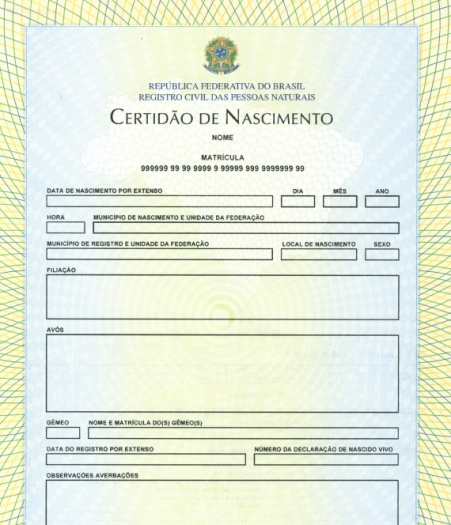 REPÚBLICA FEDERATIVA DO BRASIL
REGISTRO CIVIL DAS PESSOAS NATURAIS
CERTIDÃO DE NASCIMENTO
NOME
MATRÍCULA
999999 99 99 9999 9 99999 999 9999999 99
DATA DE NASCIMENTO POR EXTENSO DIA MÊS ANO
HORA MUNICÍPIO DE NASCIMENTO E UNIDADE DA FEDERAÇÃO
MUNICÍPIO DE REGISTRO E UNIDADE DA FEDERAÇÃO LOCAL DE NASCIMENTO SEXO
FILIAÇÃO
AVÓS
GÊMEO NOME E MATRÍCULA DO(S) GÊMEO(S)
DATA DO REGISTRO POR EXTENSO NÚMERO DA DECLARAÇÃO DE NASCIDO VIVO
OBSERVAÇÕES AVERBAÇÕES